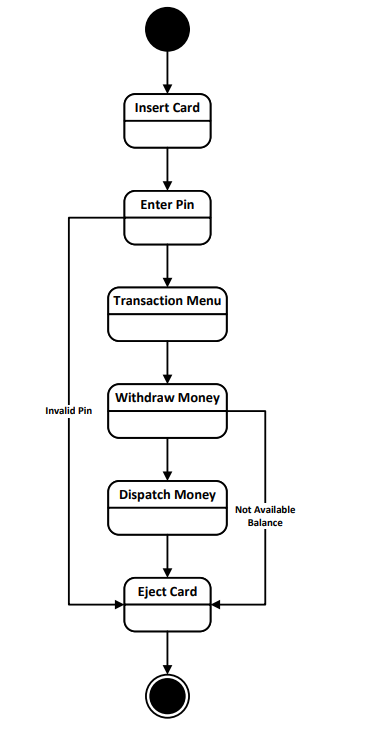 Insert Card
Enter Pin
Transaction Menu
Withdraw Money
Invalid Pin
Dispatch Money
Not Available
Balance
Eject Card